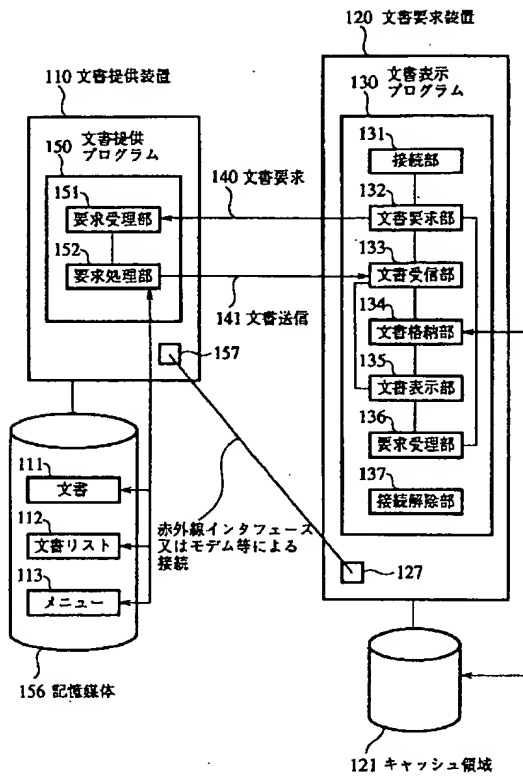 120 文書要求装置
110 文書提供装置
130 文書表示
プログラム
150 文書提供
プログラム
131
接続部
151
要求受理部
140 文書要求
132
文書要求部
152
要求処理部
133
文書受信部
141 文書送信
134
文書格納部
157
135
文書表示部
136
要求受理部
111
文書
137
接続解除部
112
文書リスト
赤外線インタフェース
又はモデム等による
接続
113
メニュー
127
156 記憶媒体
121 キャッシュ領域